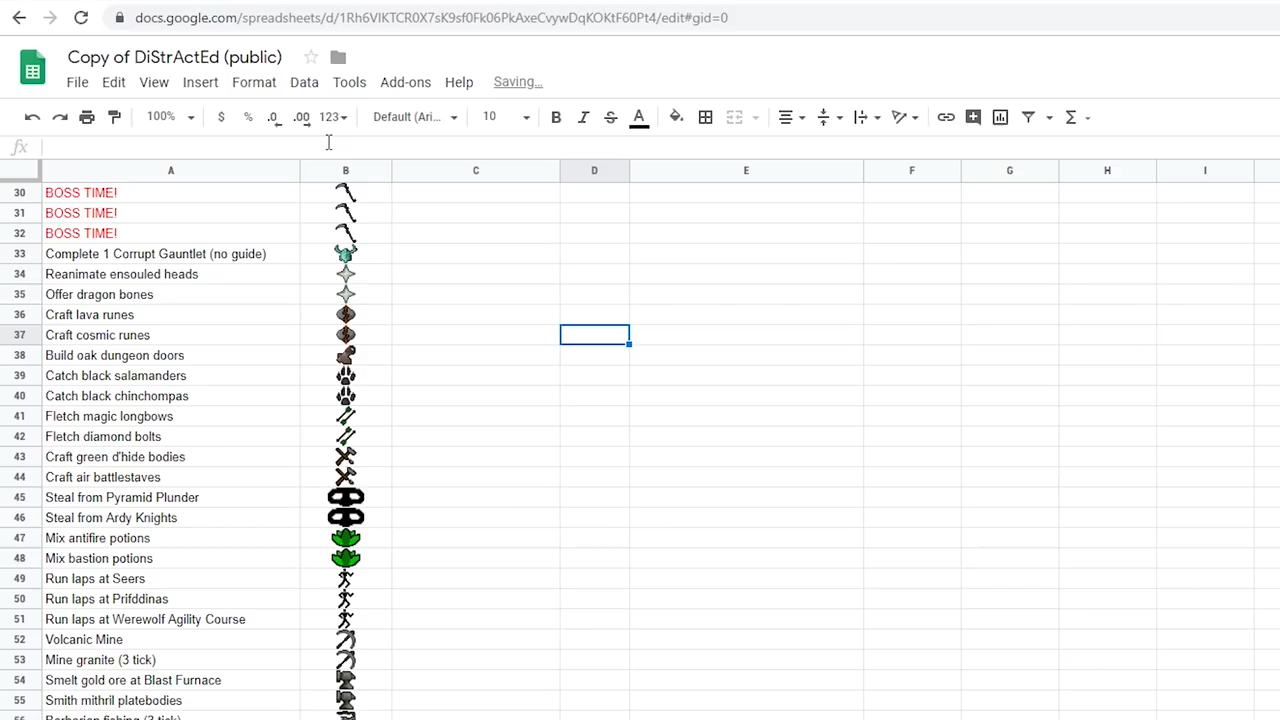 docs.google.com/spreadsheets/d/1Rh6VIKTCR0X7sK9sf0Fk06PkAxeCvywDqKOKtF60Pt4/edit#gid=0
Copy of DiStrActEd (public)
File Edit View Insert Format Data Tools Add-ons Help Saving...
100% $ % .0 .00 123 Default (Ari... 10 B I S A
fx
A B C D E F G H I
30 BOSS TIME!
31 BOSS TIME!
32 BOSS TIME!
33 Complete 1 Corrupt Gauntlet (no guide)
34 Reanimate ensouled heads
35 Offer dragon bones
36 Craft lava runes
37 Craft cosmic runes
38 Build oak dungeon doors
39 Catch black salamanders
40 Catch black chinchompas
41 Fletch magic longbows
42 Fletch diamond bolts
43 Craft green d'hide bodies
44 Craft air battlestaves
45 Steal from Pyramid Plunder
46 Steal from Ardy Knights
47 Mix antifire potions
48 Mix bastion potions
49 Run laps at Seers
50 Run laps at Prifddinas
51 Run laps at Werewolf Agility Course
52 Volcanic Mine
53 Mine granite (3 tick)
54 Smelt gold ore at Blast Furnace
55 Smith mithril platebodies
56 Barbarian fishing (3 tick)